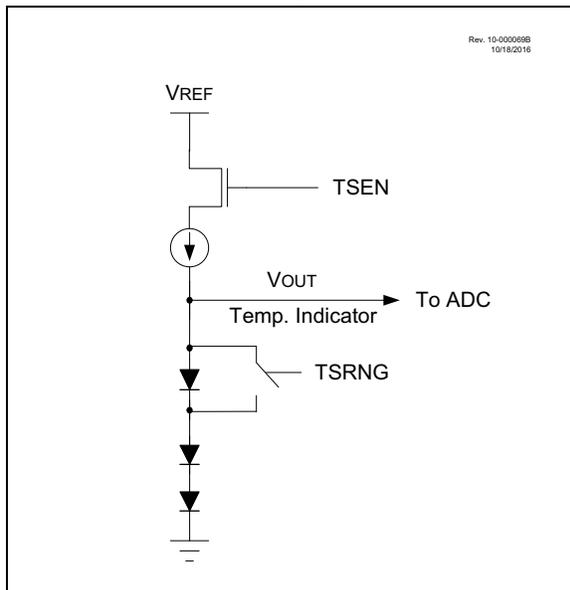 Rev. 10-000069B
10/18/2016
VREF
TSEN
VOUT
To ADC
Temp. Indicator
TSRNG